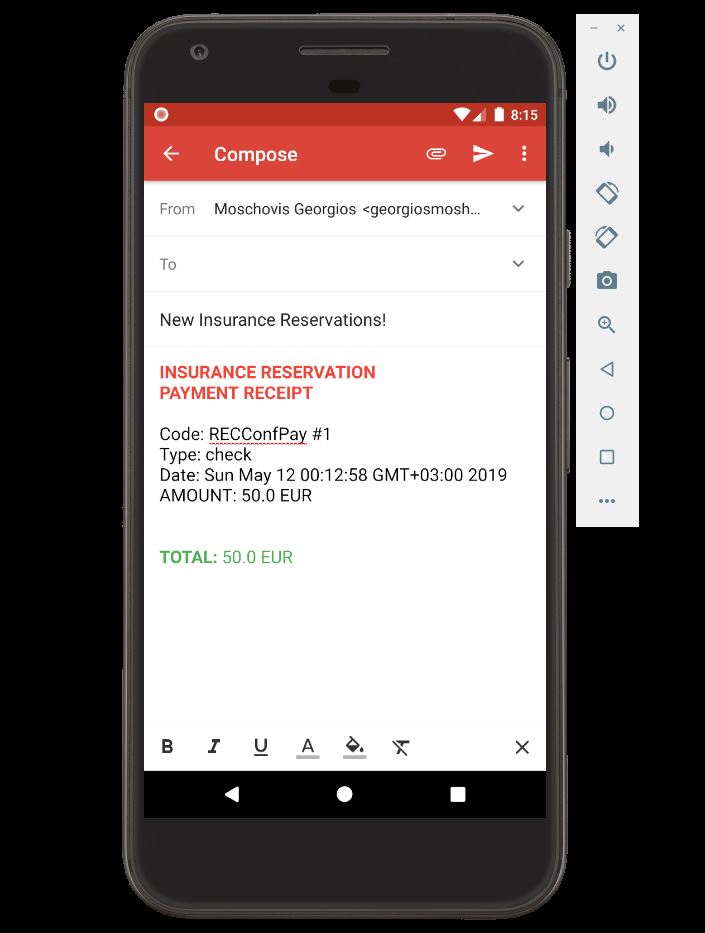 8:15
Compose
From Moschovis Georgios <georgiosmosh...
To
New Insurance Reservations!
INSURANCE RESERVATION
PAYMENT RECEIPT
Code: RECConfPay #1
Type: check
Date: Sun May 12 00:12:58 GMT+03:00 2019
AMOUNT: 50.0 EUR
TOTAL: 50.0 EUR
B I U A